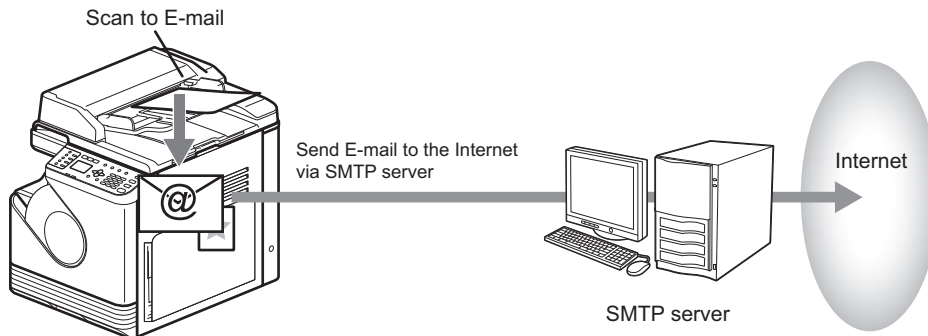 Scan to E-mail
Send E-mail to the Internet
via SMTP server
Internet
@
SMTP server